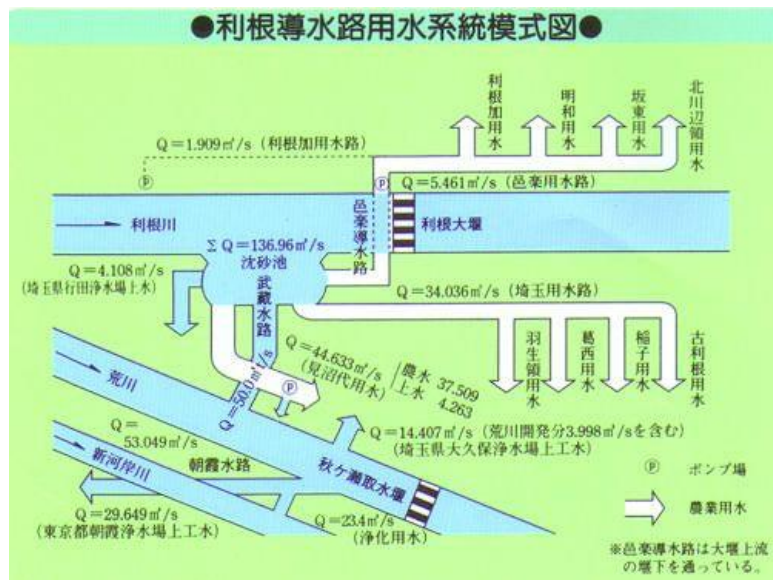 ●利根導水路用水系統模式図●
利根加用水
明和用水
坂東用水
北川辺領用水
Q＝1.909㎥/s（利根加用水路）
P
P
Q＝5.461㎥/s（邑楽用水路）
利根川
邑楽導水路
利根大堰
ΣQ＝136.96㎥/s
沈砂池
Q＝4.108㎥/s
（埼玉県行田浄水場上水）
武蔵水路
Q＝34.036㎥/s（埼玉用水路）
羽生領用水
葛西用水
稲子用水
古利根用水
Q＝44.633㎥/s
（見沼代用水）
農水 37.509
上水 4.263
P
Q＝50.0㎥/s
荒川
Q＝
53.049㎥/s
Q＝14.407㎥/s（荒川開発分3.998㎥/sを含む）
（埼玉県大久保浄水場上工水）
新河岸川
朝霞水路
秋ケ瀬取水堰
Q＝29.649㎥/s
（東京都朝霞浄水場上工水）
Q＝23.4㎥/s
（浄化用水）
P ポンプ場
農業用水
※邑楽導水路は大堰上流
の堰下を通っている。